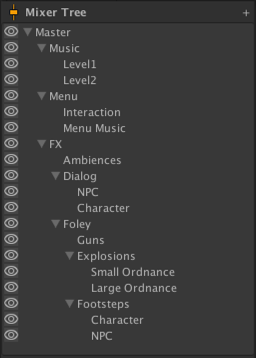 Mixer Tree +
Master
Music
Level1
Level2
Menu
Interaction
Menu Music
FX
Ambiences
Dialog
NPC
Character
Foley
Guns
Explosions
Small Ordnance
Large Ordnance
Footsteps
Character
NPC